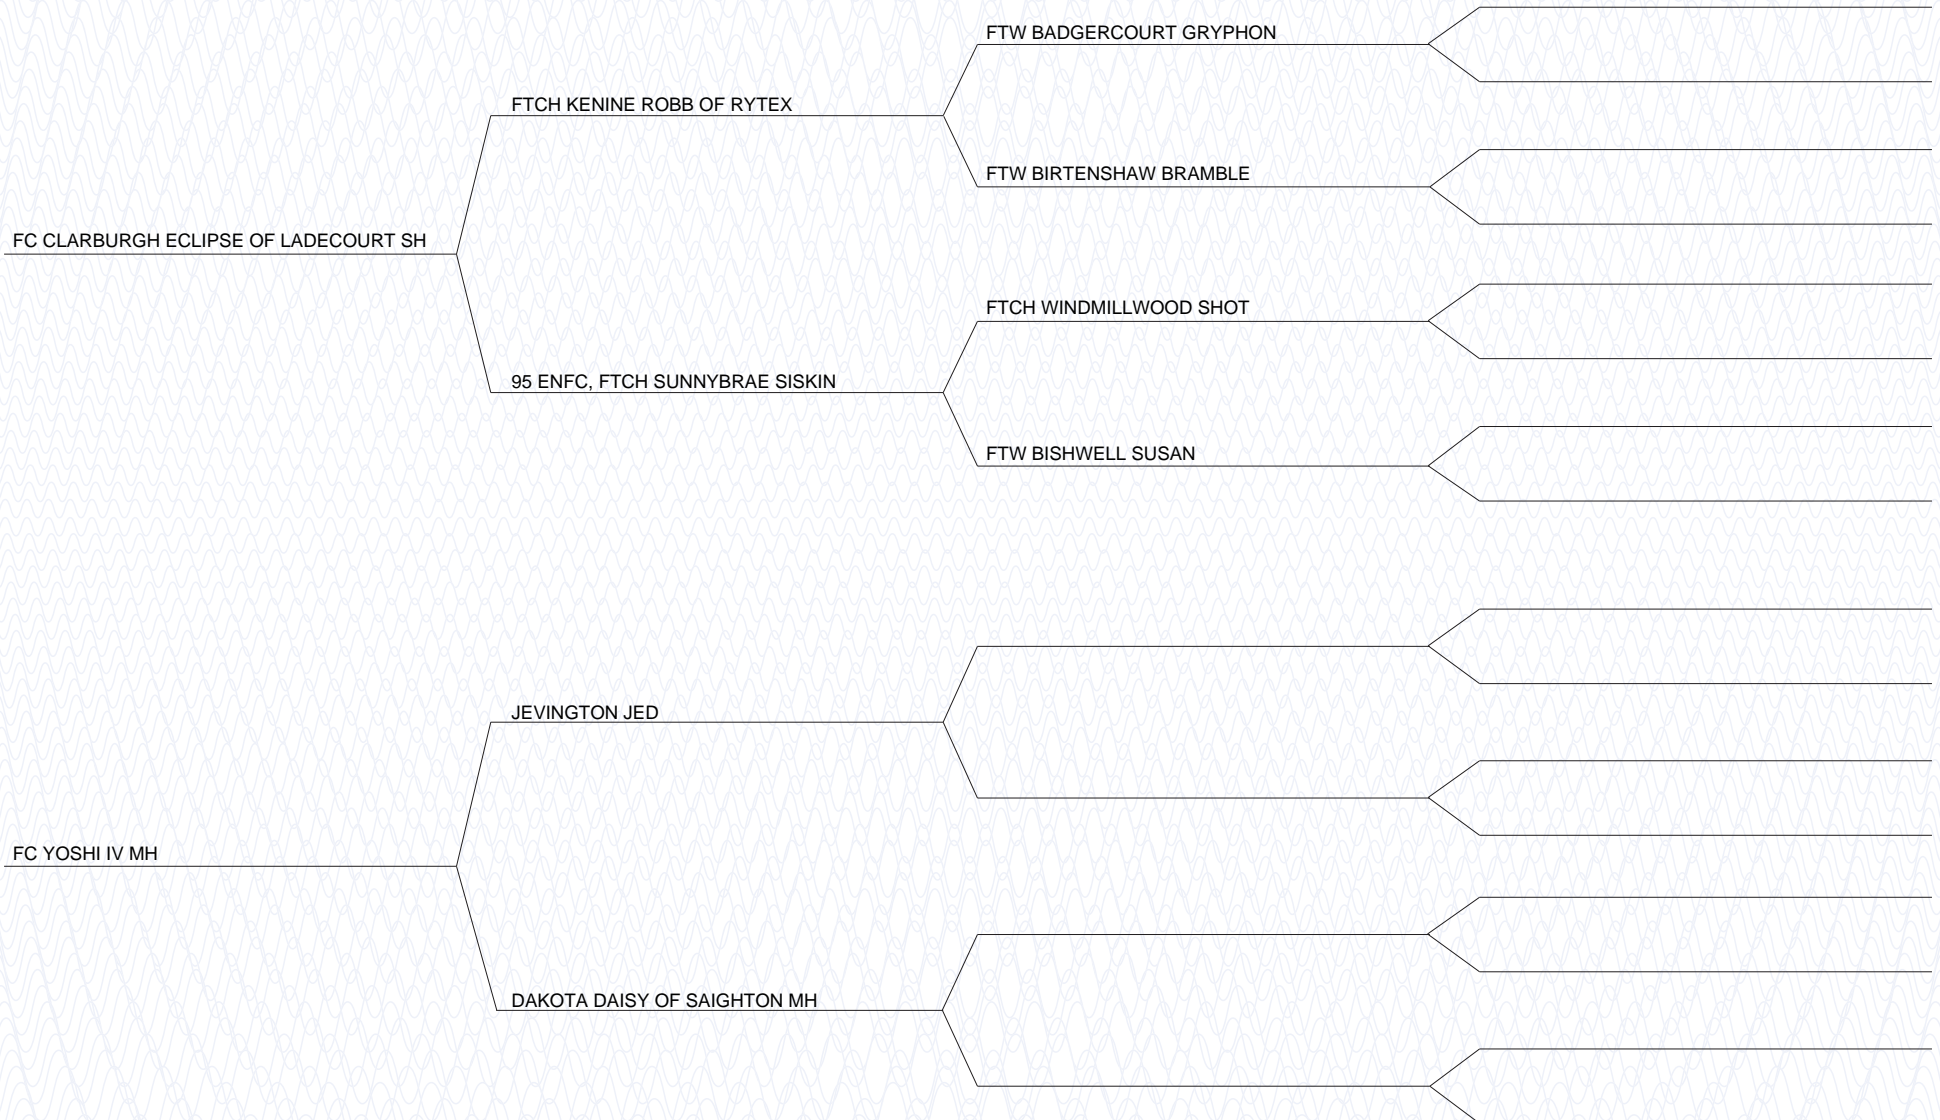 FTW BADGERCOURT GRYPHON
FTCH KENINE ROBB OF RYTEX
FTW BIRTENSHAW BRAMBLE
FC CLARBURGH ECLIPSE OF LADECOURT SH
FTCH WINDMILLWOOD SHOT
95 ENFC, FTCH SUNNYBRAE SISKIN
FTW BISHWELL SUSAN
JEVINGTON JED
FC YOSHI IV MH
DAKOTA DAISY OF SAIGHTON MH